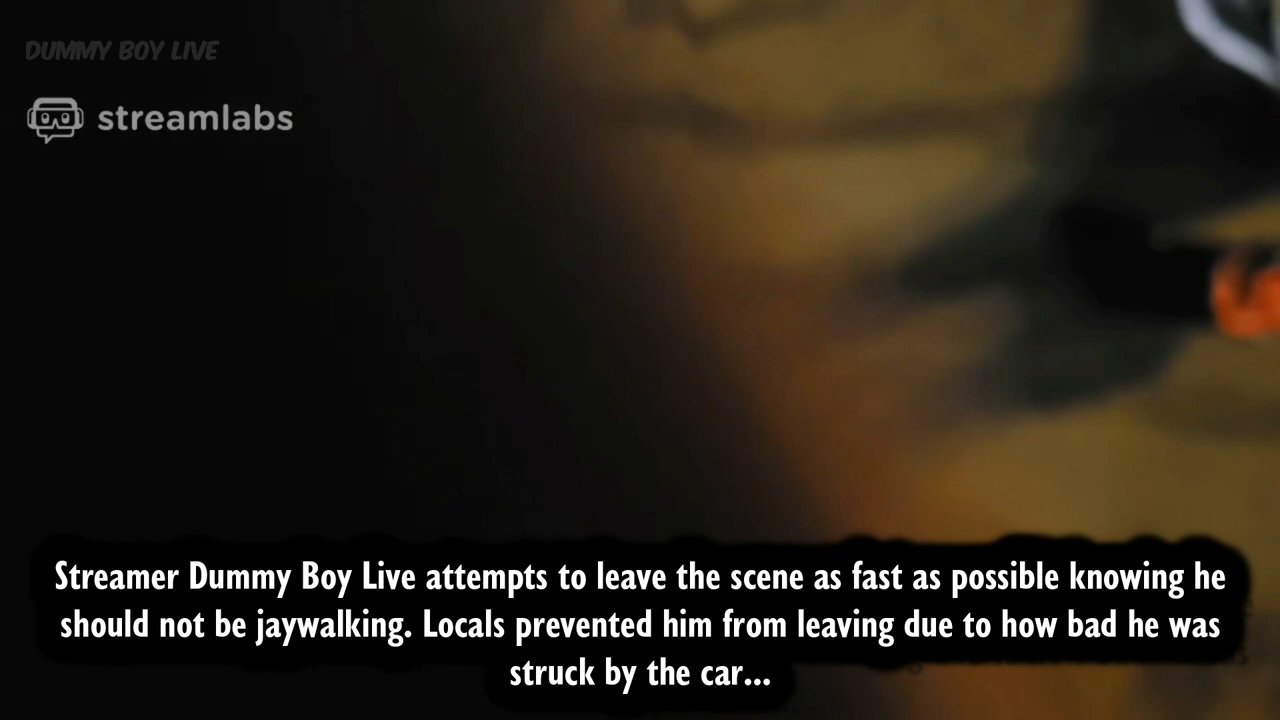 DUMMY BOY LIVE
streamlabs
Streamer Dummy Boy Live attempts to leave the scene as fast as possible knowing he
should not be jaywalking. Locals prevented him from leaving due to how bad he was
struck by the car...